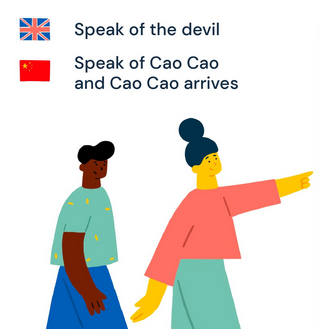 Speak of the devil
Speak of Cao Cao
and Cao Cao arrives